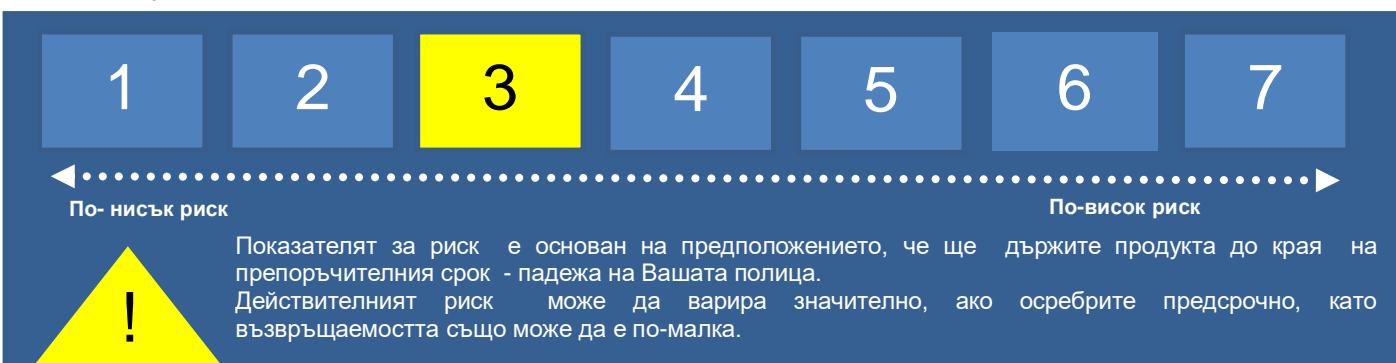 1 2 3 4 5 6 7
По- нисък риск По-висок риск
Показателят за риск е основан на предположението, че ще държите продукта до края на
препоръчителния срок - падежа на Вашата полица.
Действителният риск може да варира значително, ако осребрите предсрочно, като
възвръщаемостта също може да е по-малка.
!